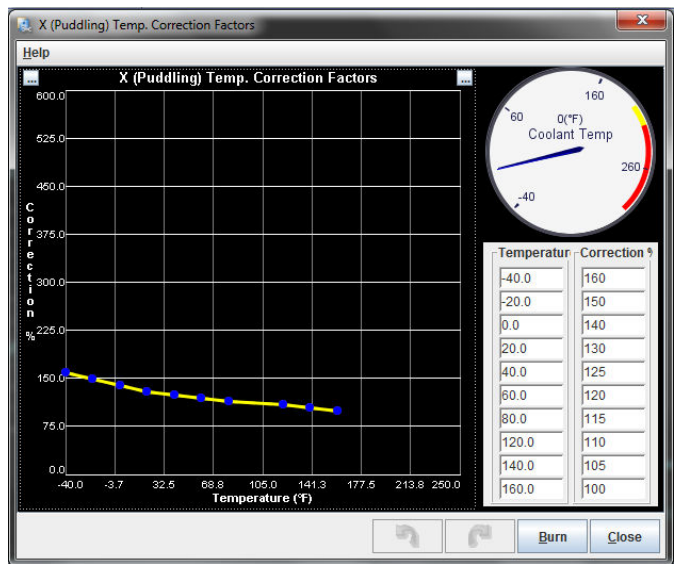 X (Puddling) Temp. Correction Factors
Help
... X (Puddling) Temp. Correction Factors ...
600.0
525.0
450.0
375.0
300.0
225.0
150.0
75.0
0.0
Correction %
-40.0 -3.7 32.5 68.8 105.0 141.3 177.5 213.8 250.0
Temperature (°F)
160
60 0(°F)
Coolant Temp
260
-40
Temperatur Correction %
-40.0 160
-20.0 150
0.0 140
20.0 130
40.0 125
60.0 120
80.0 115
120.0 110
140.0 105
160.0 100
Burn Close